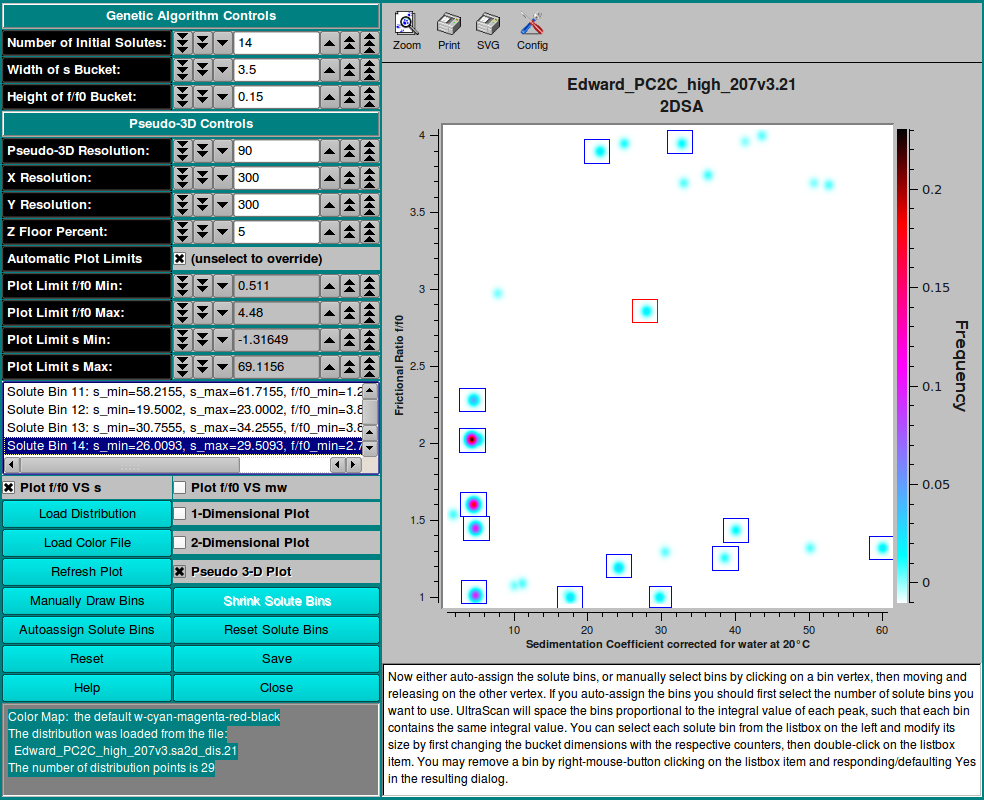 Genetic Algorithm Controls
Number of Initial Solutes: 14
Width of s Bucket: 3.5
Height of f/f0 Bucket: 0.15
Pseudo-3D Controls
Pseudo-3D Resolution: 90
X Resolution: 300
Y Resolution: 300
Z Floor Percent: 5
Automatic Plot Limits (unselect to override)
Plot Limit f/f0 Min: 0.511
Plot Limit f/f0 Max: 4.48
Plot Limit s Min: -1.31649
Plot Limit s Max: 69.1156
Solute Bin 11: s_min=58.2155, s_max=61.7155, f/f0_min=1.2
Solute Bin 12: s_min=19.5002, s_max=23.0002, f/f0_min=3.8
Solute Bin 13: s_min=30.7555, s_max=34.2555, f/f0_min=3.8
Solute Bin 14: s_min=26.0093, s_max=29.5093, f/f0_min=2.7
Plot f/f0 VS s Plot f/f0 VS mw
Load Distribution 1-Dimensional Plot
Load Color File 2-Dimensional Plot
Refresh Plot Pseudo 3-D Plot
Manually Draw Bins Shrink Solute Bins
Autoassign Solute Bins Reset Solute Bins
Reset Save
Help Close
Color Map: the default w-cyan-magenta-red-black
The distribution was loaded from the file:
Edward_PC2C_high_207v3.sa2d_dis.21
The number of distribution points is 29
Zoom Print SVG Config
Edward_PC2C_high_207v3.21
2DSA
Frictional Ratio f/f0
4
3.5
3
2.5
2
1.5
1
10 20 30 40 50 60
Sedimentation Coefficient corrected for water at 20°C
0.2
0.15
0.1
0.05
0
Frequency
Now either auto-assign the solute bins, or manually select bins by clicking on a bin vertex, then moving and
releasing on the other vertex. If you auto-assign the bins you should first select the number of solute bins you
want to use. UltraScan will space the bins proportional to the integral value of each peak, such that each bin
contains the same integral value. You can select each solute bin from the listbox on the left and modify its
size by first changing the bucket dimensions with the respective counters, then double-click on the listbox
item. You may remove a bin by right-mouse-button clicking on the listbox item and responding/defaulting Yes
in the resulting dialog.